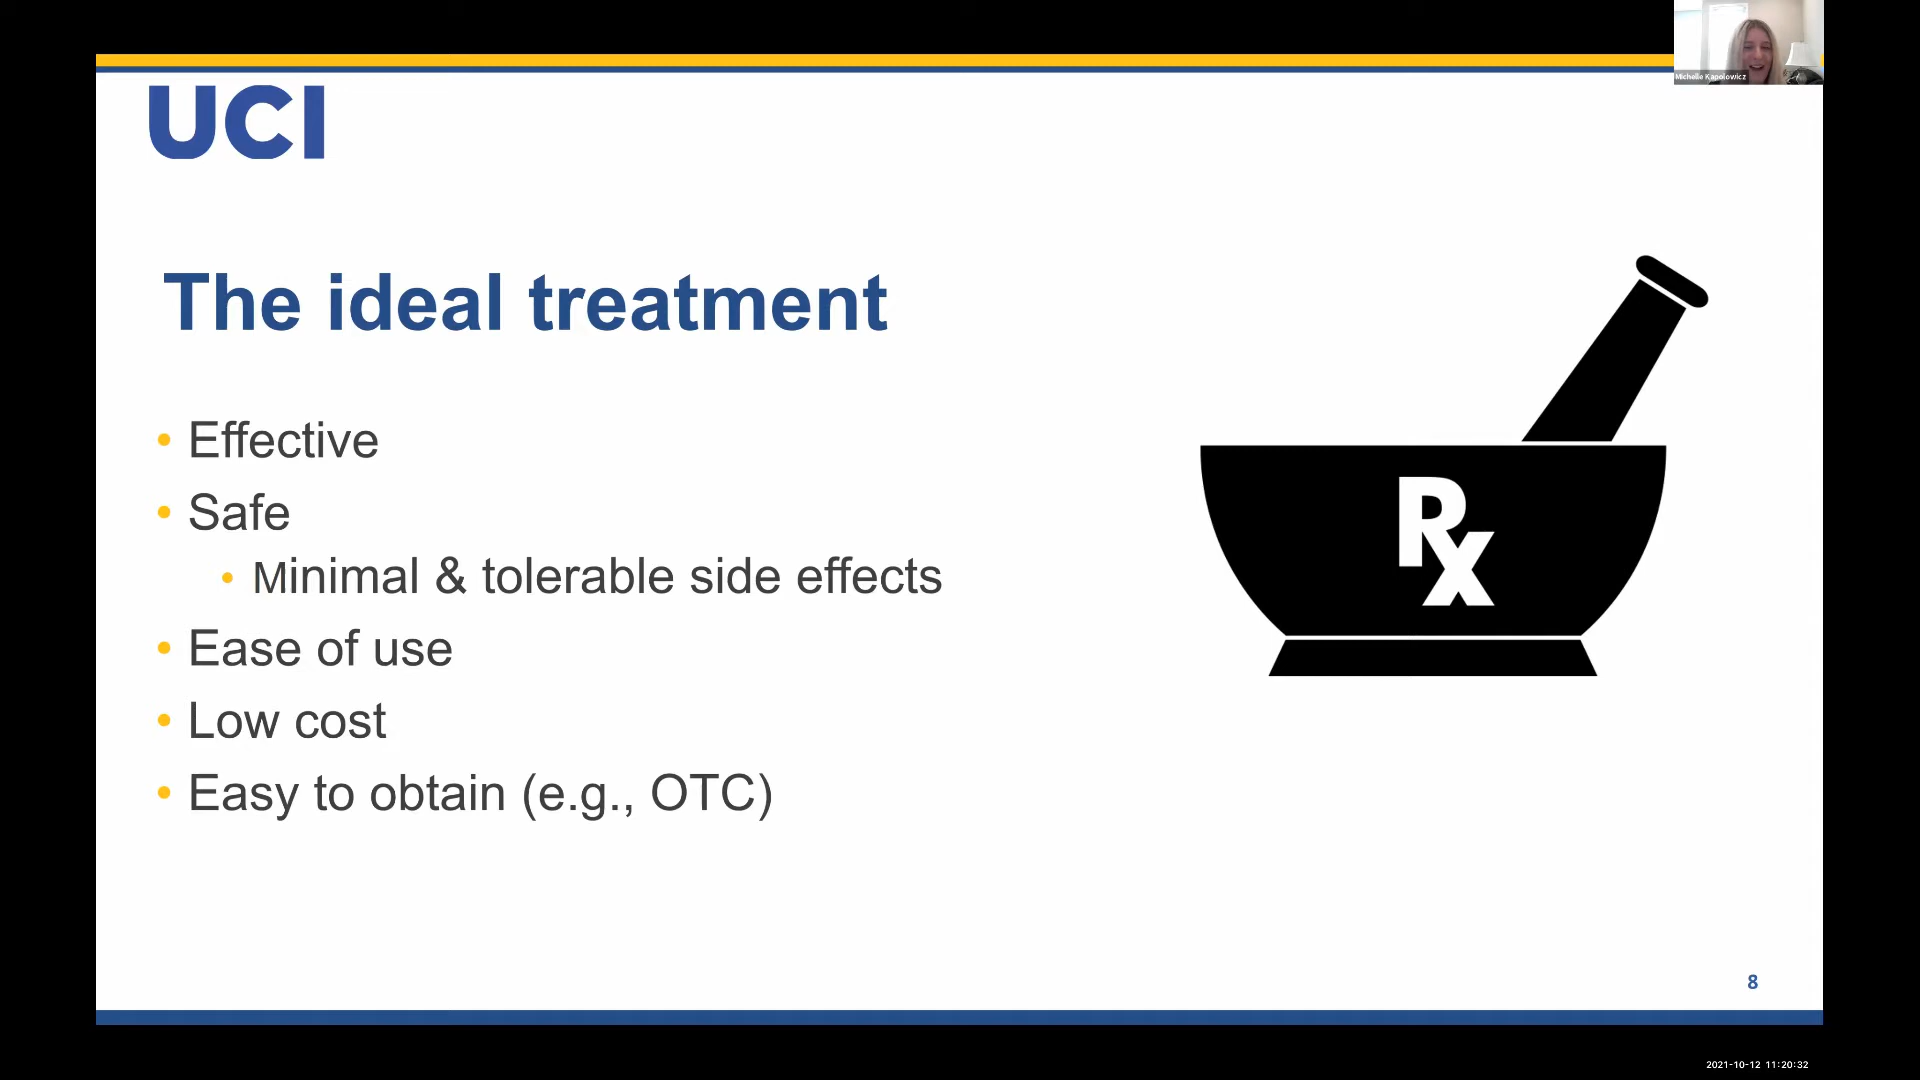 Michelle Kapolowicz
UCI
The ideal treatment
• Effective
• Safe
• Minimal & tolerable side effects
• Ease of use
• Low cost
• Easy to obtain (e.g., OTC)
Rx
8
2021-10-12 11:20:32